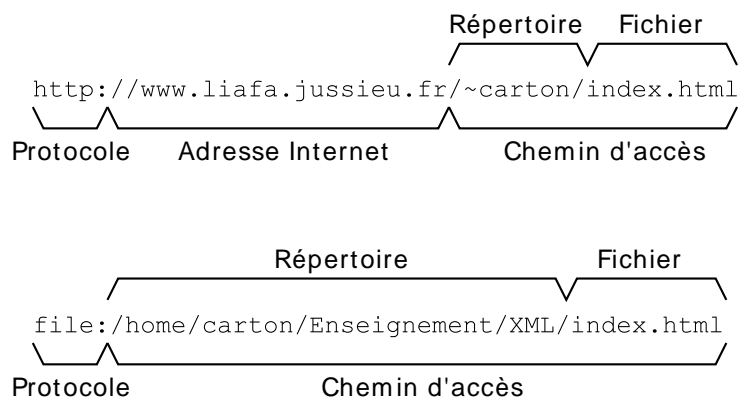 Répertoire Fichier
http://www.liafa.jussieu.fr/~carton/index.html
Protocole Adresse Internet Chemin d'accès
Répertoire Fichier
file:/home/carton/Enseignement/XML/index.html
Protocole Chemin d'accès